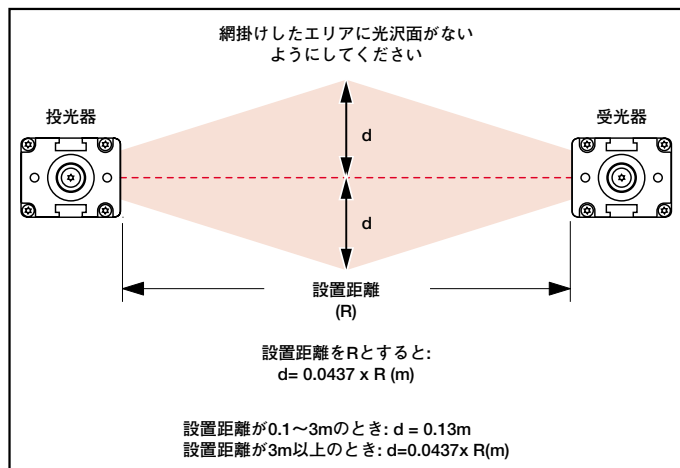 網掛けしたエリアに光沢面がない
ようにしてください
投光器
受光器
d
d
設置距離
(R)
設置距離をRとすると:
d= 0.0437 x R (m)
設置距離が0.1〜3mのとき: d = 0.13m
設置距離が3m以上のとき: d=0.0437x R(m)